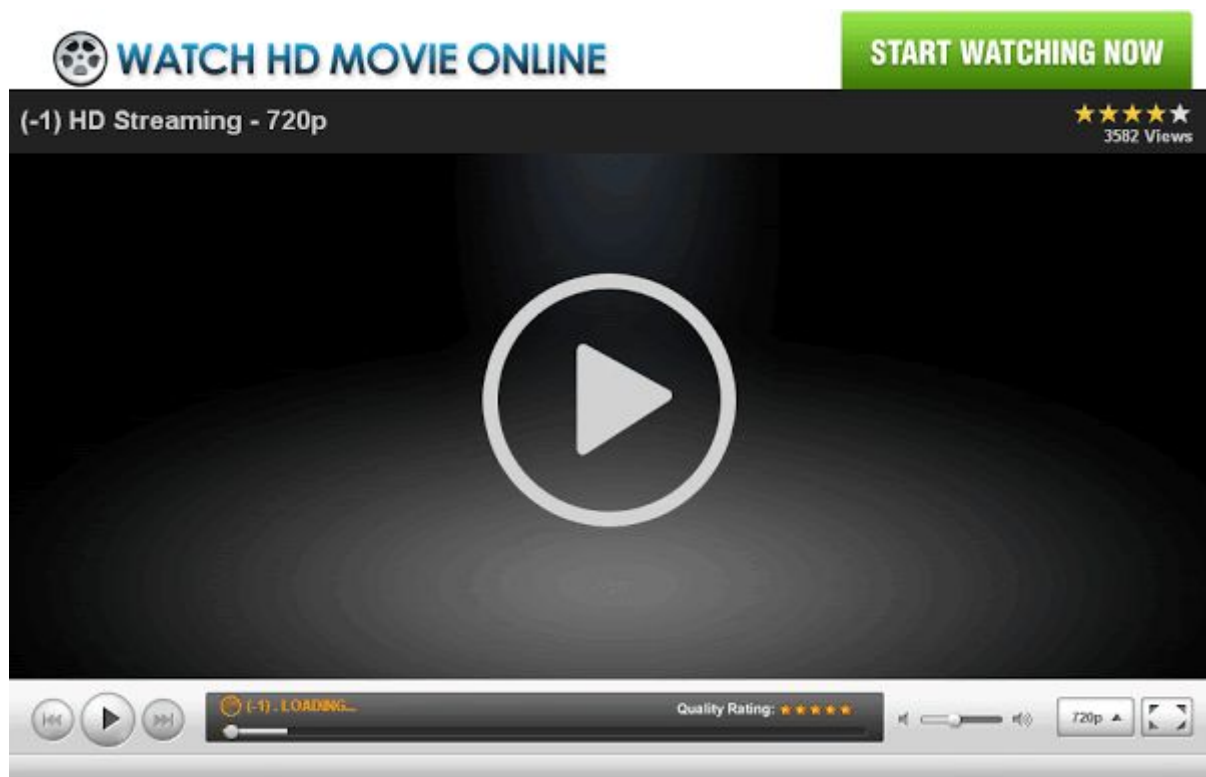 WATCH HD MOVIE ONLINE
START WATCHING NOW
(-1) HD Streaming - 720p
3582 Views
(-1) . LOADING...
Quality Rating:
720p